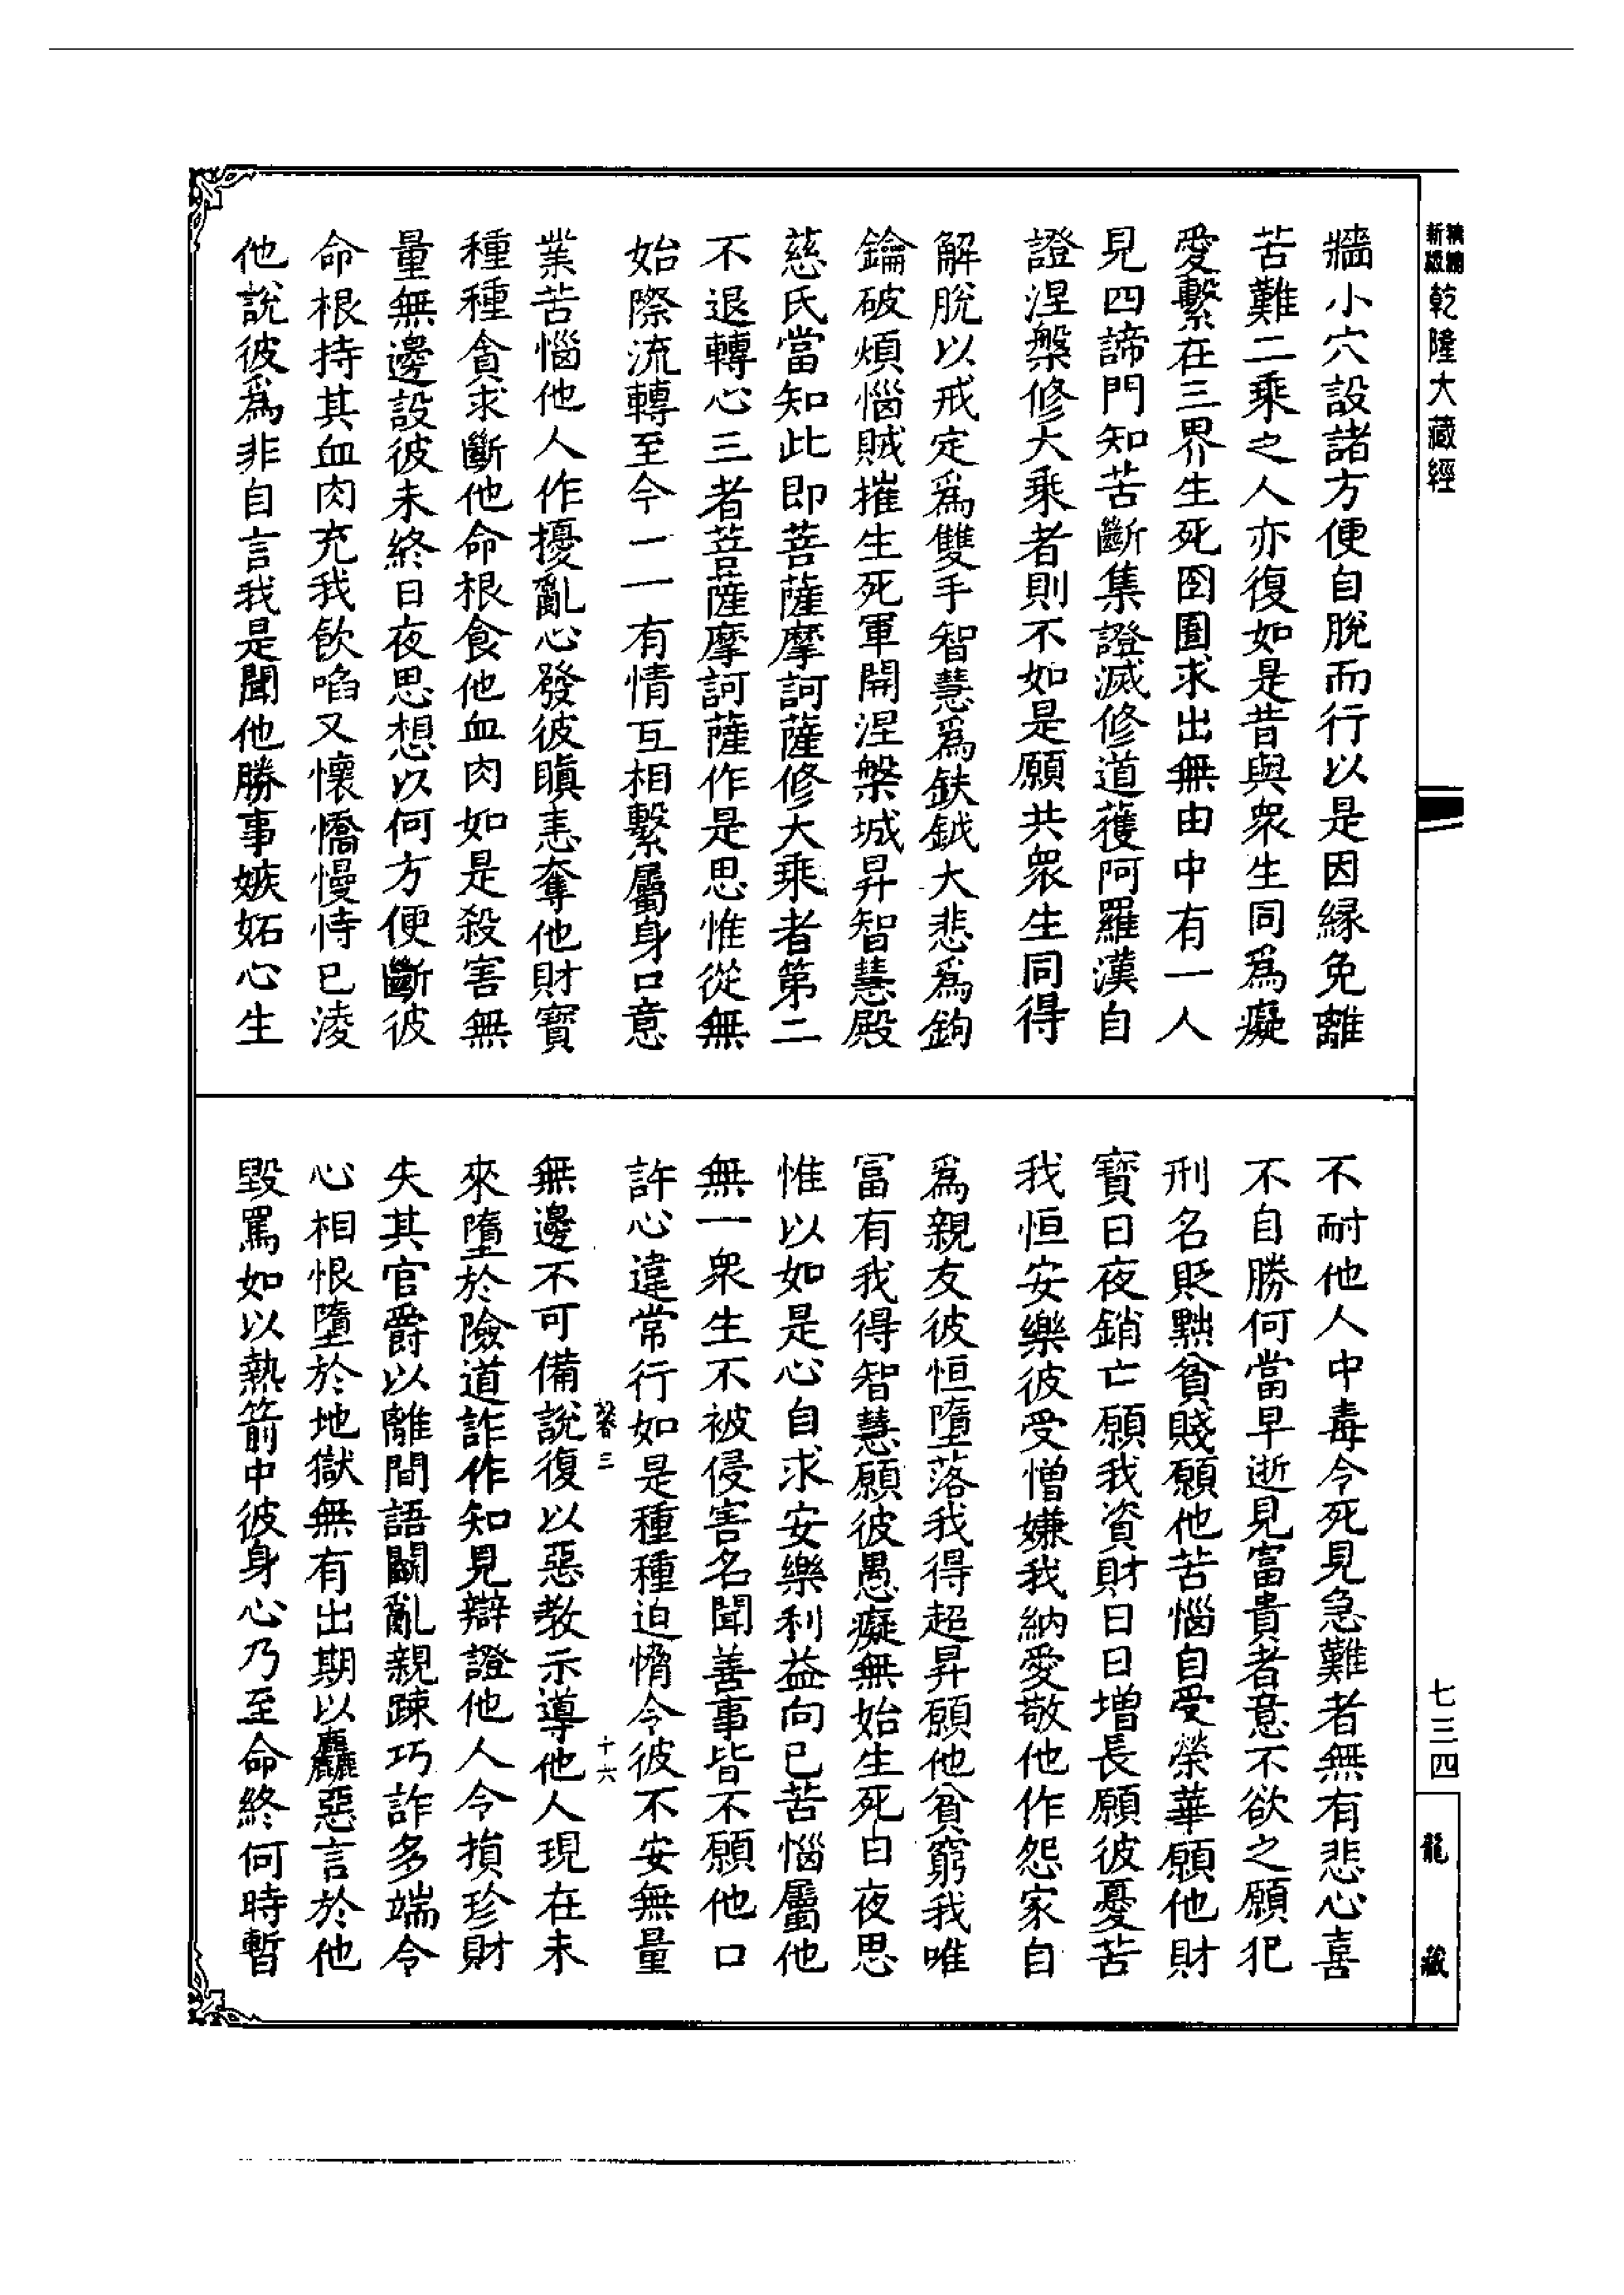 乾隆大藏經
牆小穴設諸方便自脫而行以是因緣免離
苦難二乘之人亦復如是昔與衆生同爲癡
愛繫在三界生死囹圄求出無由中有一人
見四諦門知苦斷集證滅修道獲阿羅漢自
證涅槃修大乘者則不如是願共衆生同得
解脫以戒定爲雙手智慧爲鈇鉞大悲爲鉤
鑰破煩惱賊摧生死軍開涅槃城昇智慧殿
慈氏當知此即菩薩摩訶薩修大乘者第二
不退轉心三者菩薩摩訶薩作是思惟從無
始際流轉至今一一有情互相繫屬身口意
業苦惱他人作擾亂心發彼瞋恚奪他財寶
種種貪求斷他命根食他血肉如是殺害無
量無邊設彼未終日夜思想以何方便斷彼
命根持其血肉充我飲啗又懷憍慢恃己淩
他說彼爲非自言我是聞他勝事嫉妬心生
不耐他人中毒令死見急難者無有悲心喜
不自勝何當早逝見富貴者意不欲之願犯
刑名貶黜貧賤願他苦惱自受榮華願他財
寶日夜銷亡願我資財日日增長願彼憂苦
我恒安樂彼受憎嫌我納愛敬他作怨家自
爲親友彼恒墮落我得超昇願他貧窮我唯
富有我得智慧願彼愚癡無始生死日夜思
惟以如是心自求安樂利益向己苦惱屬他
無一衆生不被侵害名聞善事皆不願他口
許心違常行如是種種迫愶令彼不安無量
三 十六
無邊不可備說復以惡教示導他人現在未
來墮於險道詐作知見辯證他人令損珍財
失其官爵以離間語鬬亂親踈巧詐多端令
心相恨墮於地獄無有出期以麤惡言於他
毀罵如以熱箭中彼身心乃至命終何時暫
七三四
龍藏